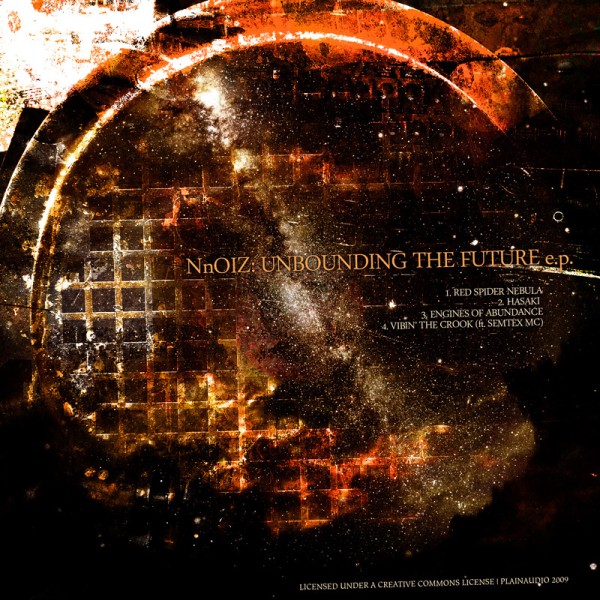 NnOIZ: UNBOUNDING THE FUTURE e.p.
1. RED SPIDER NEBULA
2. HASAKI
3. ENGINES OF ABUNDANCE
4. VIBIN' THE CROOK (ft. SEMTEX MC)
LICENSED UNDER A CREATIVE COMMONS LICENSE | PLAINAUDIO 2009